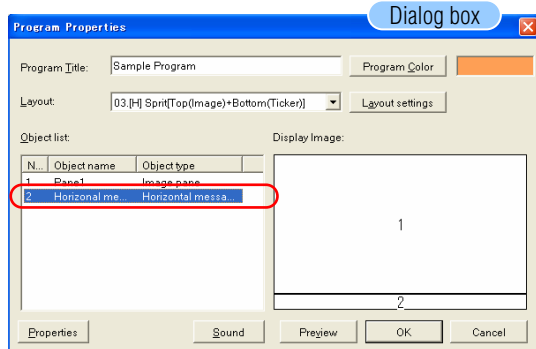 Dialog box
Program Properties
Program Title: Sample Program Program Color
Layout: 03.[H] Sprit[Top(Image)+Bottom(Ticker)] Layout settings
Object list: Display Image:
N... Object name Object type
1 Pane1 Image pane
2 Horizonal me... Horizontal messa...
1
2
Properties Sound Preview OK Cancel